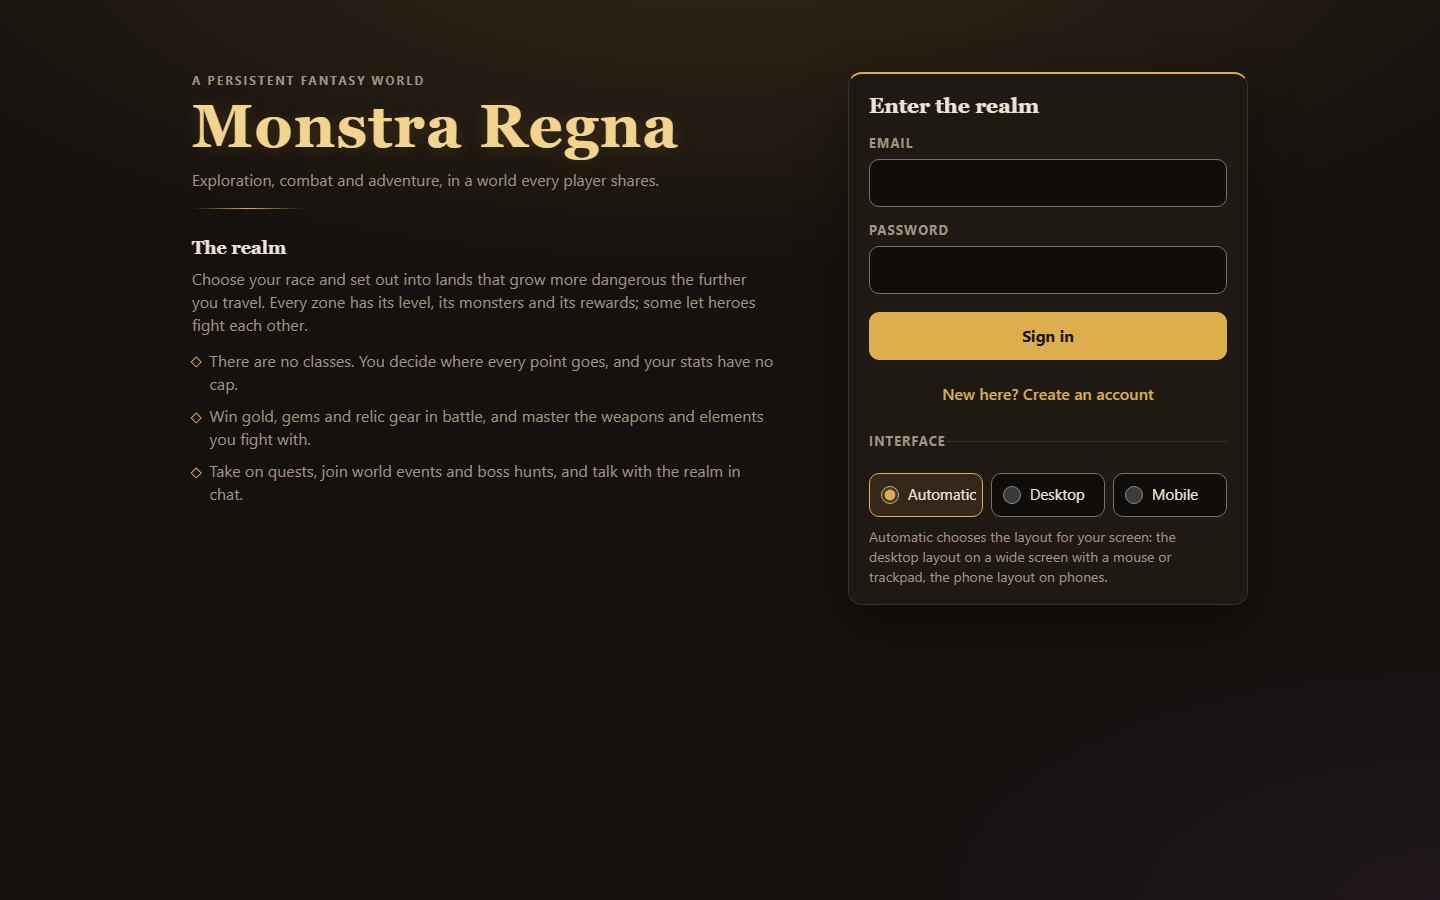 A PERSISTENT FANTASY WORLD
Monstra Regna
Exploration, combat and adventure, in a world every player shares.
The realm
Choose your race and set out into lands that grow more dangerous the further
you travel. Every zone has its level, its monsters and its rewards; some let heroes
fight each other.
There are no classes. You decide where every point goes, and your stats have no
cap.
Win gold, gems and relic gear in battle, and master the weapons and elements
you fight with.
Take on quests, join world events and boss hunts, and talk with the realm in
chat.
Enter the realm
EMAIL
PASSWORD
Sign in
New here? Create an account
INTERFACE
Automatic
Desktop
Mobile
Automatic chooses the layout for your screen: the
desktop layout on a wide screen with a mouse or
trackpad, the phone layout on phones.